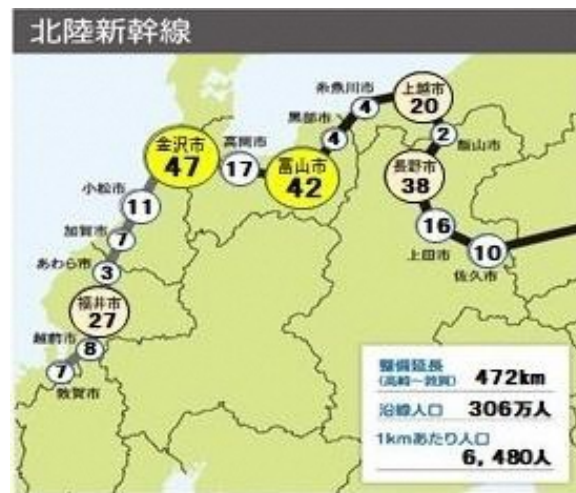 北陸新幹線
糸魚川市
4
上越市
20
黒部市
4
2
飯山市
金沢市
47
高岡市
17
富山市
42
長野市
38
小松市
11
16
上田市
10
佐久市
加賀市
7
あわら市
3
福井市
27
越前市
8
7
敦賀市
整備延長
(高崎~敦賀)
472km
沿線人口
306万人
1kmあたり人口
6,480人